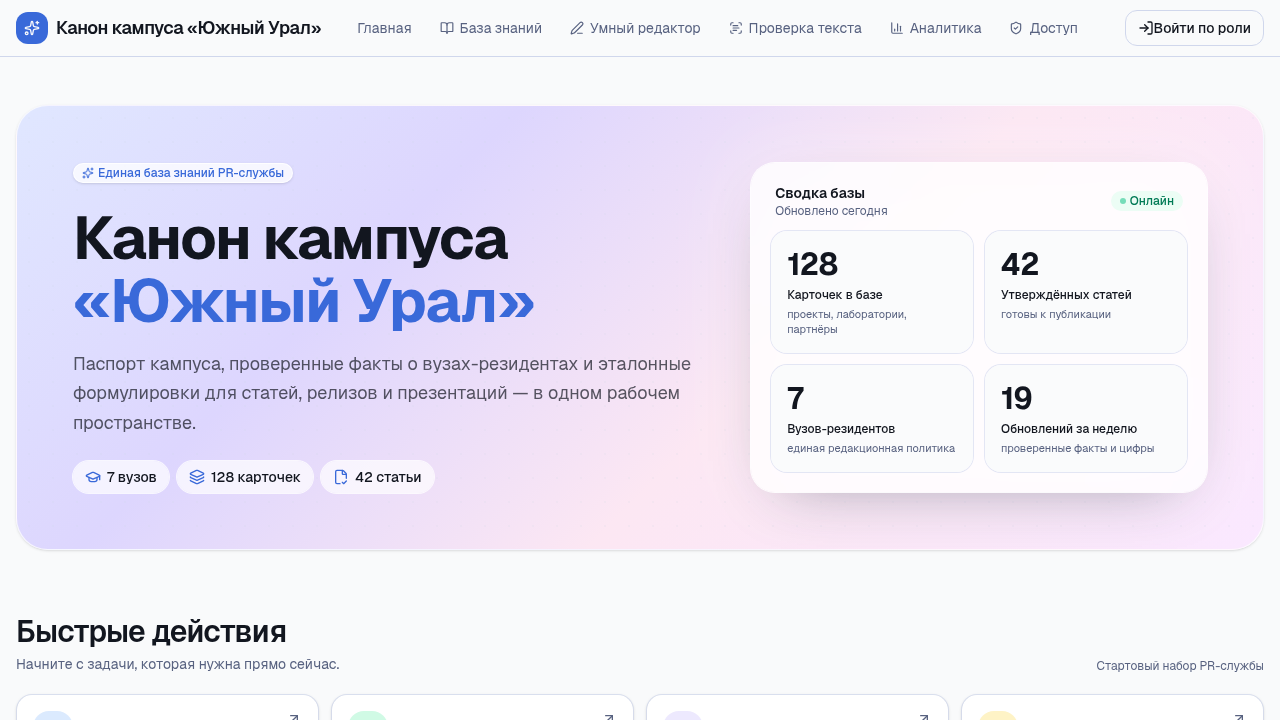 Канон кампуса «Южный Урал»
Главная
База знаний
Умный редактор
Проверка текста
Аналитика
Доступ
Войти по роли
Единая база знаний PR-службы
Канон кампуса
«Южный Урал»
Паспорт кампуса, проверенные факты о вузах-резидентах и эталонные
формулировки для статей, релизов и презентаций — в одном рабочем
пространстве.
7 вузов
128 карточек
42 статьи
Сводка базы
Обновлено сегодня
Онлайн
128
Карточек в базе
проекты, лаборатории,
партнёры
42
Утверждённых статей
готовы к публикации
7
Вузов-резидентов
единая редакционная политика
19
Обновлений за неделю
проверенные факты и цифры
Быстрые действия
Начните с задачи, которая нужна прямо сейчас.
Стартовый набор PR-службы